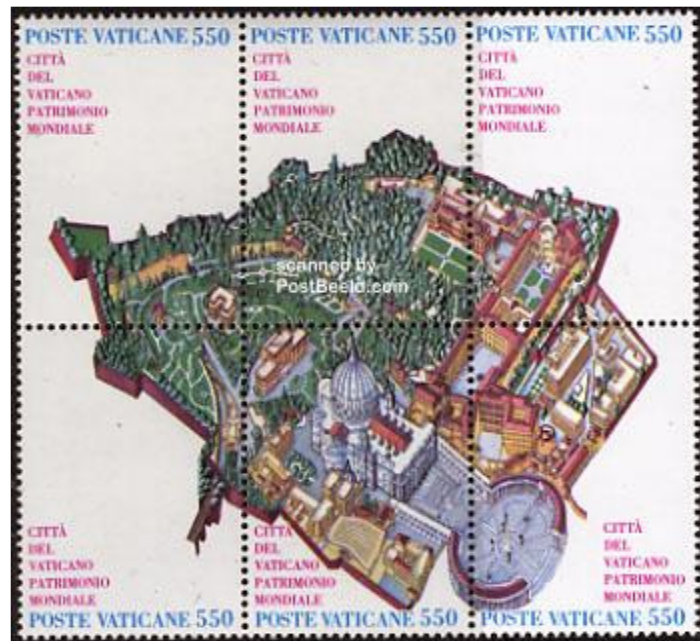 POSTE VATICANE 550
CITTÀ
DEL
VATICANO
PATRIMONIO
MONDIALE
POSTE VATICANE 550
CITTÀ
DEL
VATICANO
PATRIMONIO
MONDIALE
POSTE VATICANE 550
CITTÀ
DEL
VATICANO
PATRIMONIO
MONDIALE
scanned by
PostBeeld.com
CITTÀ
DEL
VATICANO
PATRIMONIO
MONDIALE
POSTE VATICANE 550
CITTÀ
DEL
VATICANO
PATRIMONIO
MONDIALE
POSTE VATICANE 550
CITTÀ
DEL
VATICANO
PATRIMONIO
MONDIALE
POSTE VATICANE 550